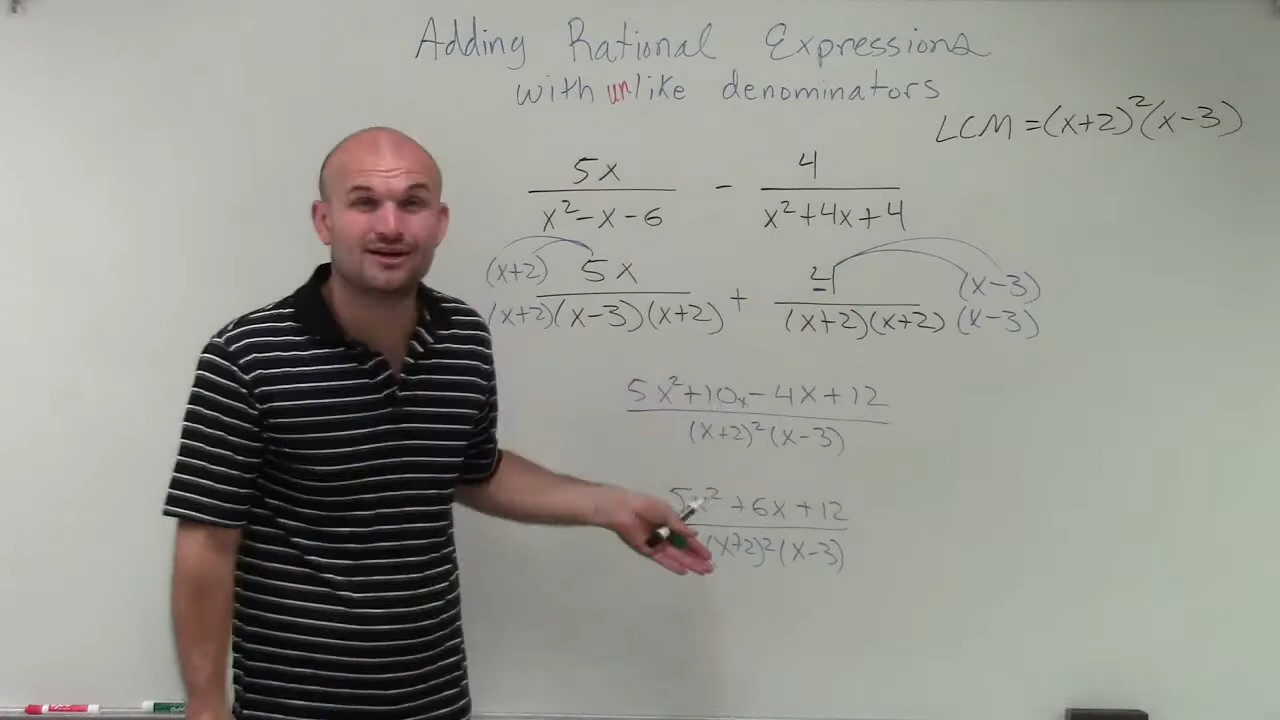 Adding Rational Expressions
with unlike denominators
LCM = (x+2)²(x-3)
5x / x²-x-6 - 4 / x²+4x+4
(x+2) 5x / (x+2)(x-3)(x+2) + (x-3) / (x+2)(x+2) (x-3)
5x²+10x-4x+12 / (x+2)²(x-3)
5x²+6x+12 / (x+2)²(x-3)